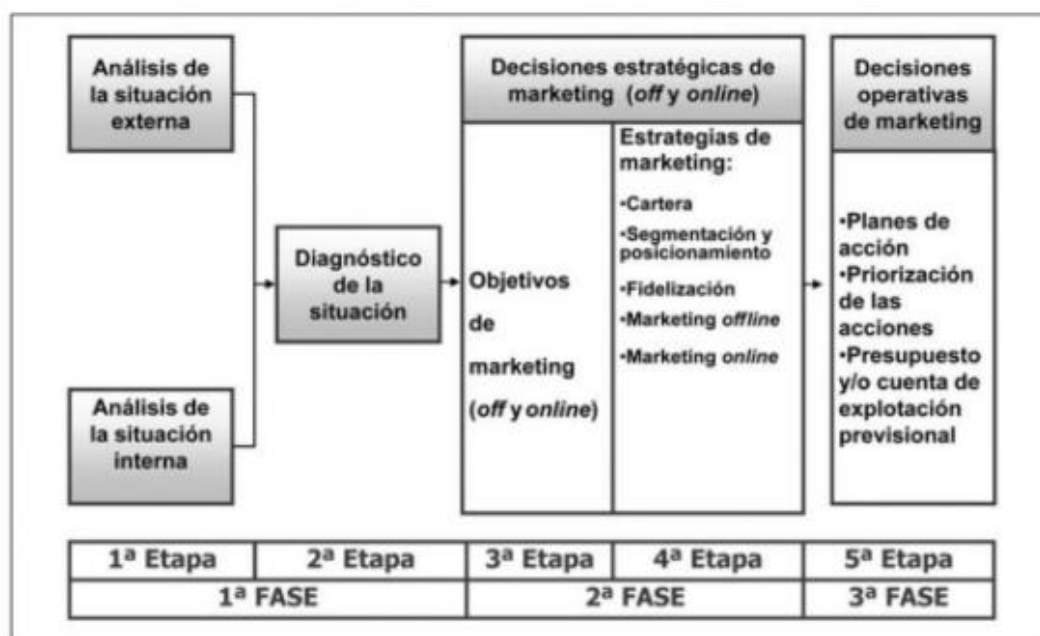 Análisis de
la situación
externa
Análisis de
la situación
interna
Diagnóstico
de la
situación
Decisiones estratégicas de
marketing (off y online)
Objetivos
de
marketing
(off y online)
Estrategias de
marketing:
•Cartera
•Segmentación y
posicionamiento
•Fidelización
•Marketing offline
•Marketing online
Decisiones
operativas
de marketing
•Planes de
acción
•Priorización
de las
acciones
•Presupuesto
y/o cuenta de
explotación
previsional
1ª Etapa 2ª Etapa 3ª Etapa 4ª Etapa 5ª Etapa
1ª FASE 2ª FASE 3ª FASE